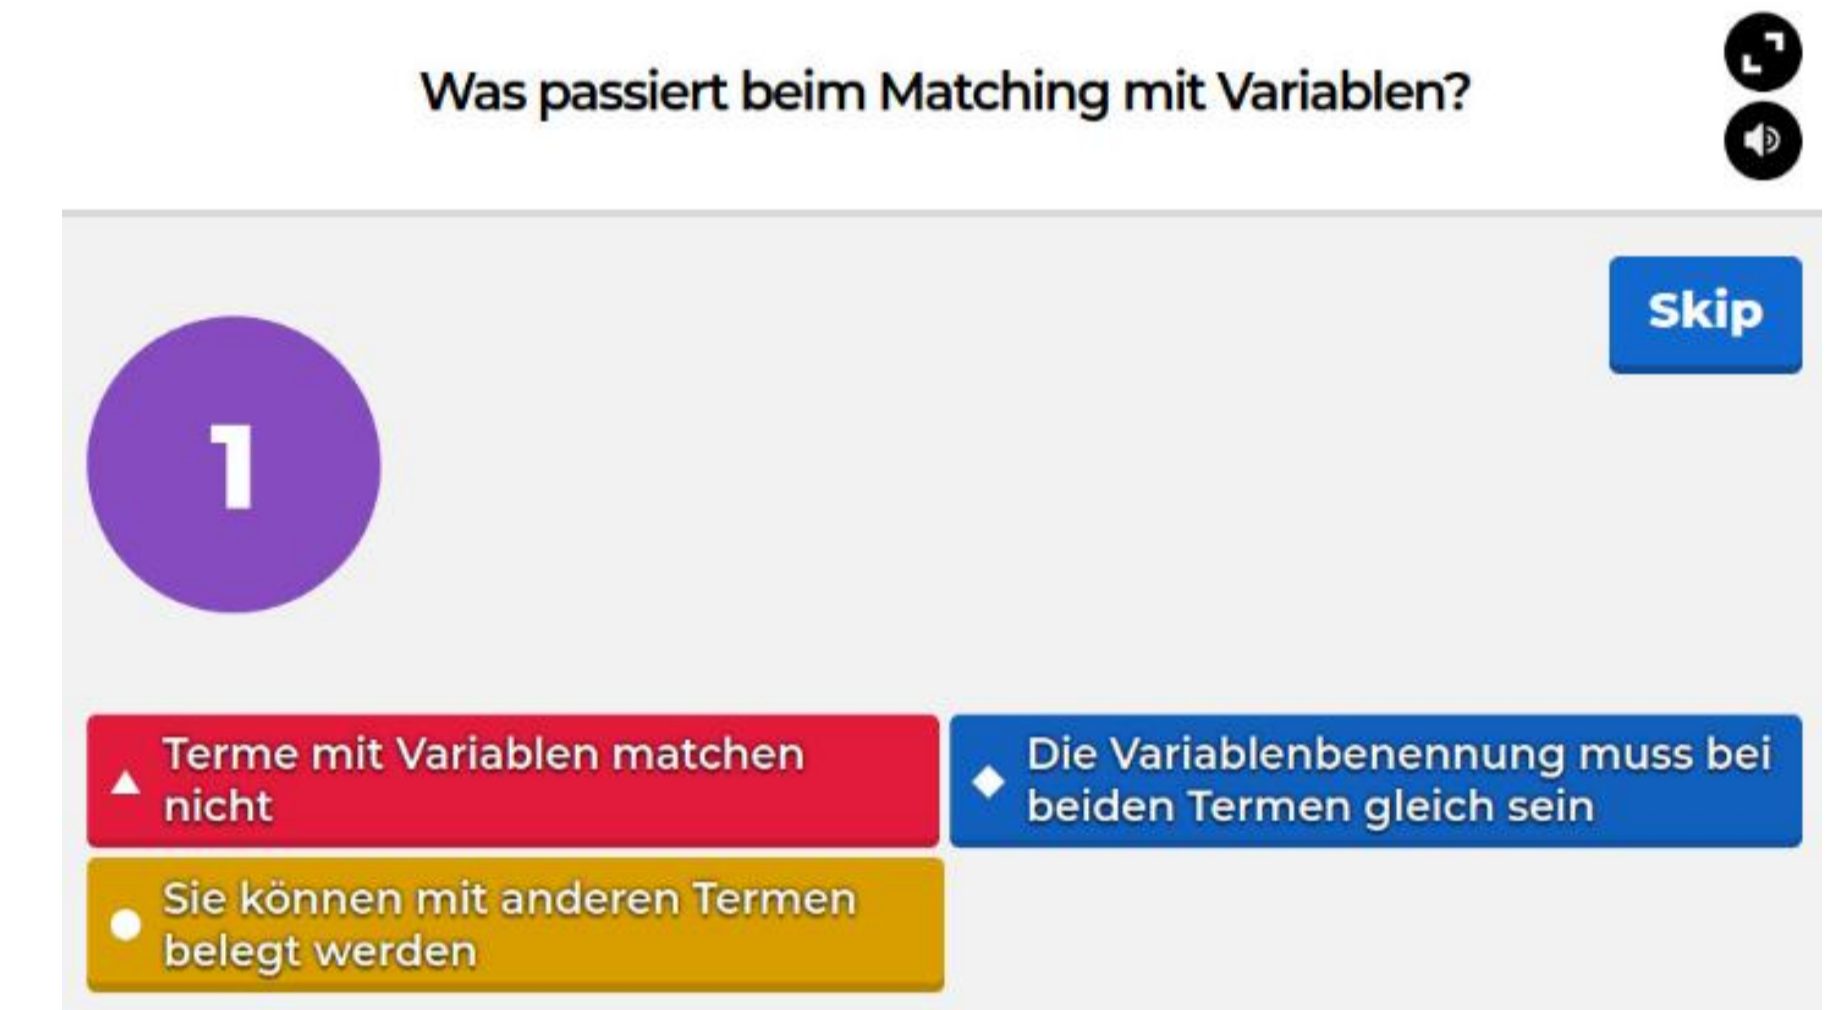 Was passiert beim Matching mit Variablen?
Skip
1
Terme mit Variablen matchen
nicht
Die Variablenbenennung muss bei
beiden Termen gleich sein
Sie können mit anderen Termen
belegt werden